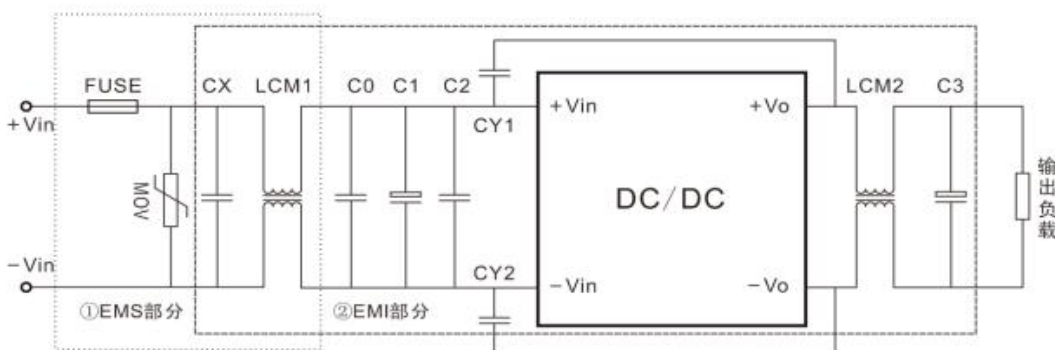 FUSE
CX
LCM1
C0
C1
C2
CY1
+Vin
+Vin
+Vo
LCM2
C3
MOV
DC/DC
输出负载
-Vin
CY2
-Vin
-Vo
①EMS部分
②EMI部分